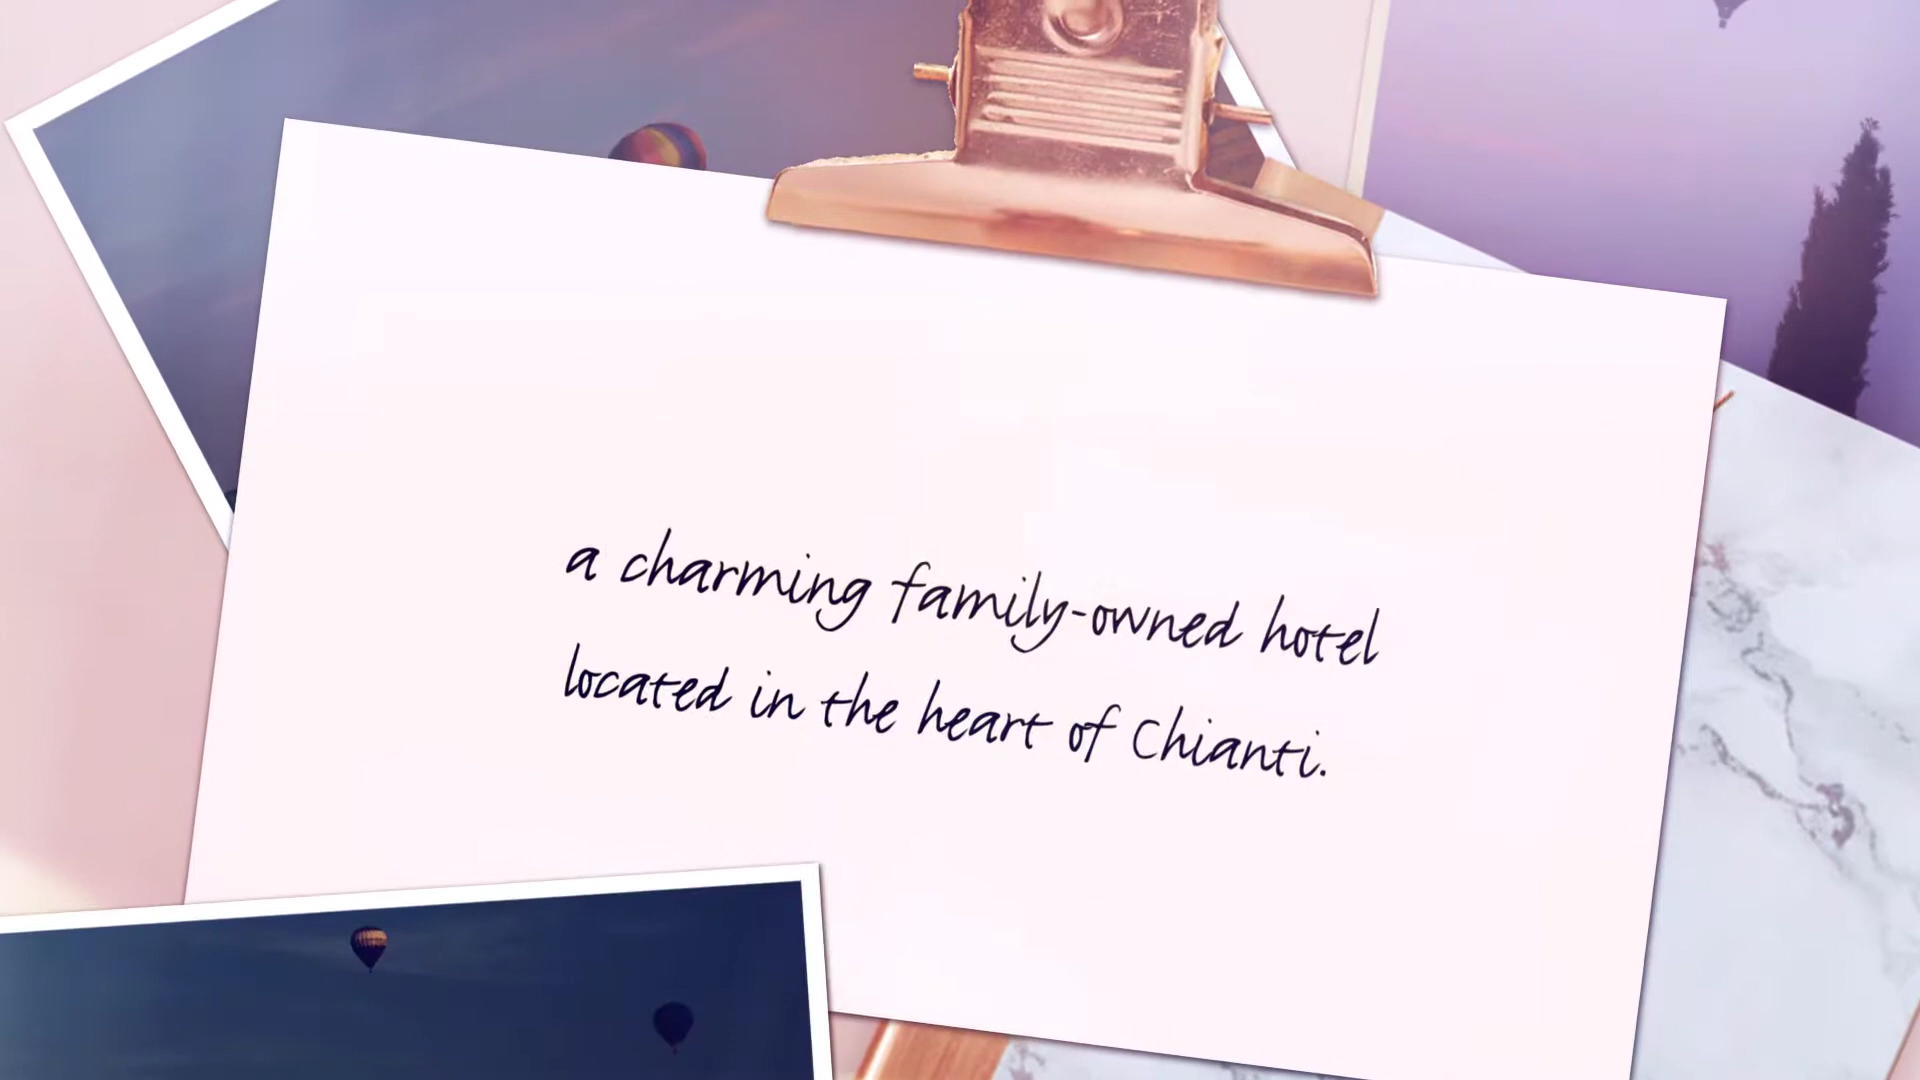 a charming family-owned hotel
located in the heart of Chianti.